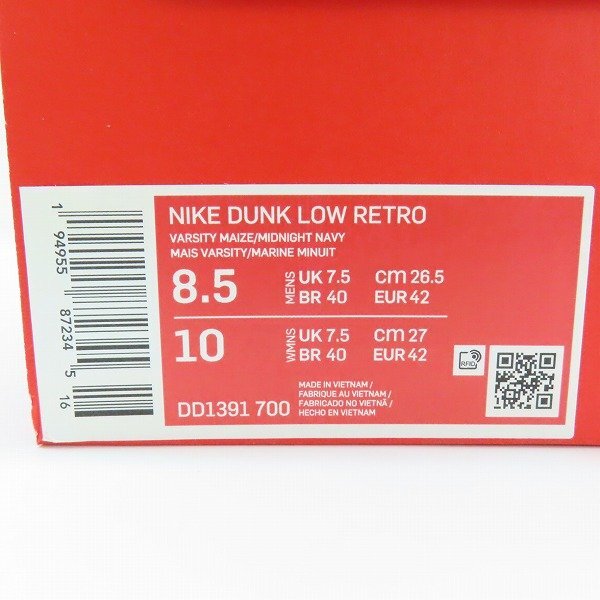 NIKE DUNK LOW RETRO
VARSITY MAIZE/MIDNIGHT NAVY
MAIS VARSITY/MARINE MINUIT
8.5 MENS UK 7.5 CM 26.5
BR 40 EUR 42
10 WMNS UK 7.5 CM 27
BR 40 EUR 42
DD1391 700
MADE IN VIETNAM /
FABRIQUE AU VIETNAM /
FABRICADO NO VIETNÃ /
HECHO EN VIETNAM
RFID
1 94955 87234 5 16